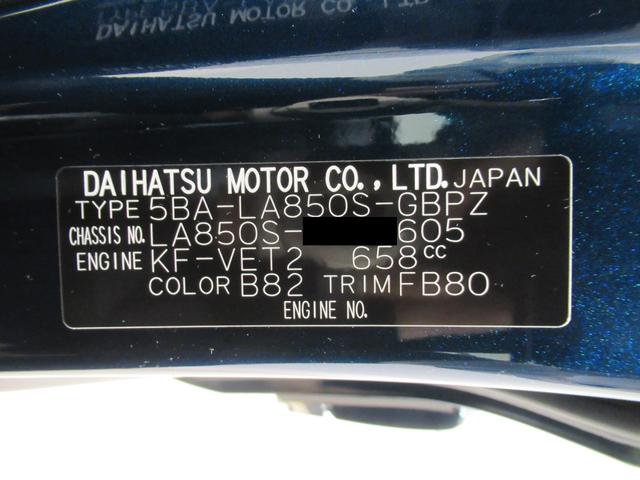 DAIHATSU MOTOR CO., LTD. JAPAN
TYPE 5BA-LA850S-GBPZ
CHASSIS NO. LA850S- 605
ENGINE KF-VET2 658cc
COLOR B82 TRIM FB80
ENGINE NO.